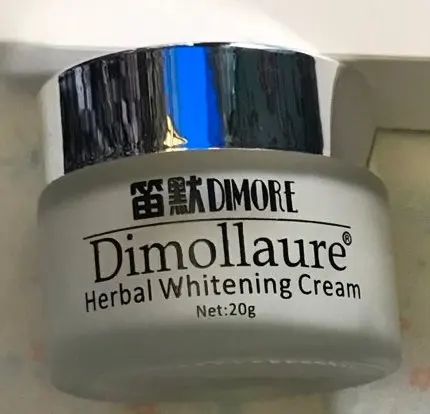 笛默DIMORE
Dimollaure®
Herbal Whitening Cream
Net:20g